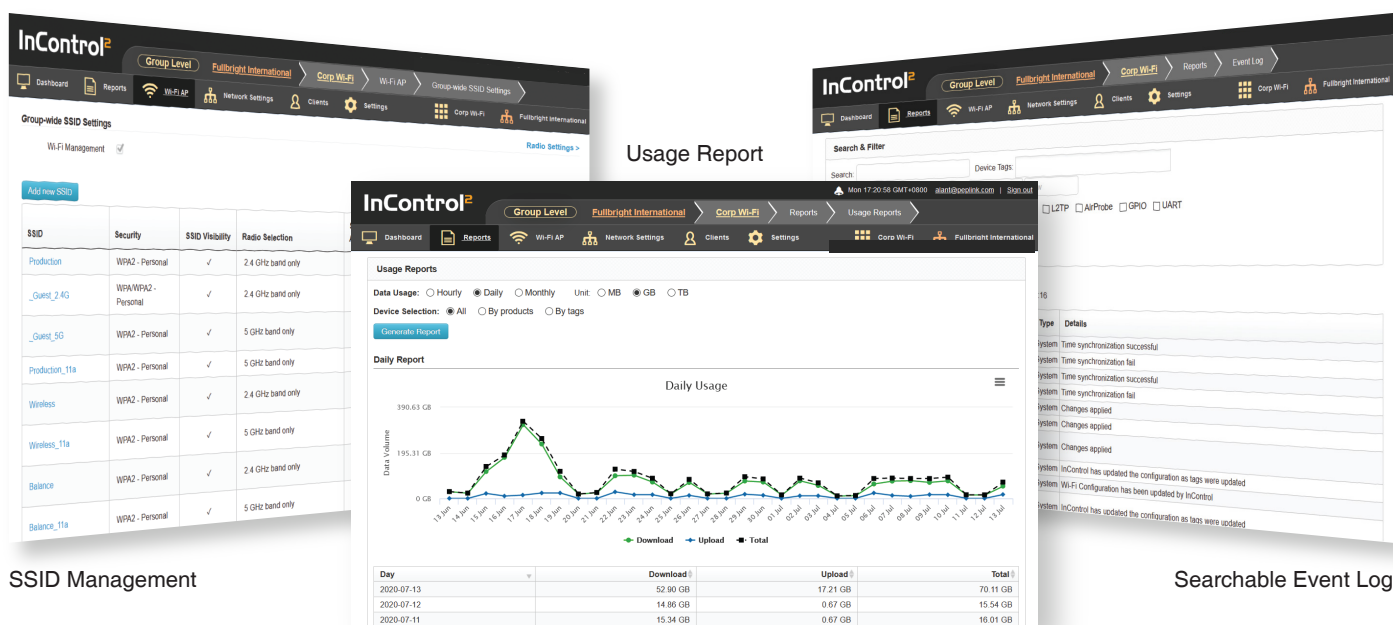 InControl²
Group Level Fullbright International Corp Wi-Fi Wi-Fi AP Group-wide SSID Settings
Dashboard Reports Wi-Fi AP Network Settings Clients Settings Corp Wi-Fi Fullbright International
Group-wide SSID Settings
Wi-Fi Management
Radio Settings >
Add new SSID
SSID Security SSID Visibility Radio Selection
Production WPA2 - Personal ✓ 2.4 GHz band only
_Guest_2.4G WPA/WPA2 - Personal ✓ 2.4 GHz band only
_Guest_5G WPA2 - Personal ✓ 5 GHz band only
Production_11a WPA2 - Personal ✓ 5 GHz band only
Wireless WPA2 - Personal ✓ 2.4 GHz band only
Wireless_11a WPA2 - Personal ✓ 5 GHz band only
Balance WPA2 - Personal ✓ 2.4 GHz band only
Balance_11a WPA2 - Personal ✓ 5 GHz band only
SSID Management
Usage Report
Mon 17:20:58 GMT+0800 alant@peplink.com | Sign out
InControl²
Group Level Fullbright International Corp Wi-Fi Reports Usage Reports
Dashboard Reports Wi-Fi AP Network Settings Clients Settings Corp Wi-Fi Fullbright International
Usage Reports
Data Usage: Hourly Daily Monthly Unit: MB GB TB
Device Selection: All By products By tags
Generate Report
Daily Report
Daily Usage
Data Volume
390.63 GB
195.31 GB
0 GB
13 Jun 14 Jun 15 Jun 16 Jun 17 Jun 18 Jun 19 Jun 20 Jun 21 Jun 22 Jun 23 Jun 24 Jun 25 Jun 26 Jun 27 Jun 28 Jun 29 Jun 30 Jun 01 Jul 02 Jul 03 Jul 04 Jul 05 Jul 06 Jul 07 Jul 08 Jul 09 Jul 10 Jul 11 Jul 12 Jul 13 Jul
Download Upload Total
Day Download Upload Total
2020-07-13 52.90 GB 17.21 GB 70.11 GB
2020-07-12 14.86 GB 0.67 GB 15.54 GB
2020-07-11 15.34 GB 0.67 GB 16.01 GB
InControl²
Group Level Fullbright International Corp Wi-Fi Reports Event Log
Dashboard Reports Wi-Fi AP Network Settings Clients Settings Corp Wi-Fi Fullbright International
Search & Filter
Search: Device Tags:
L2TP AirProbe GPIO UART
:16
Type Details
System Time synchronization successful
System Time synchronization fail
System Time synchronization successful
System Time synchronization fail
System Changes applied
System Changes applied
System Changes applied
System InControl has updated the configuration as tags were updated
System Wi-Fi Configuration has been updated by InControl
System InControl has updated the configuration as tags were updated
Searchable Event Log